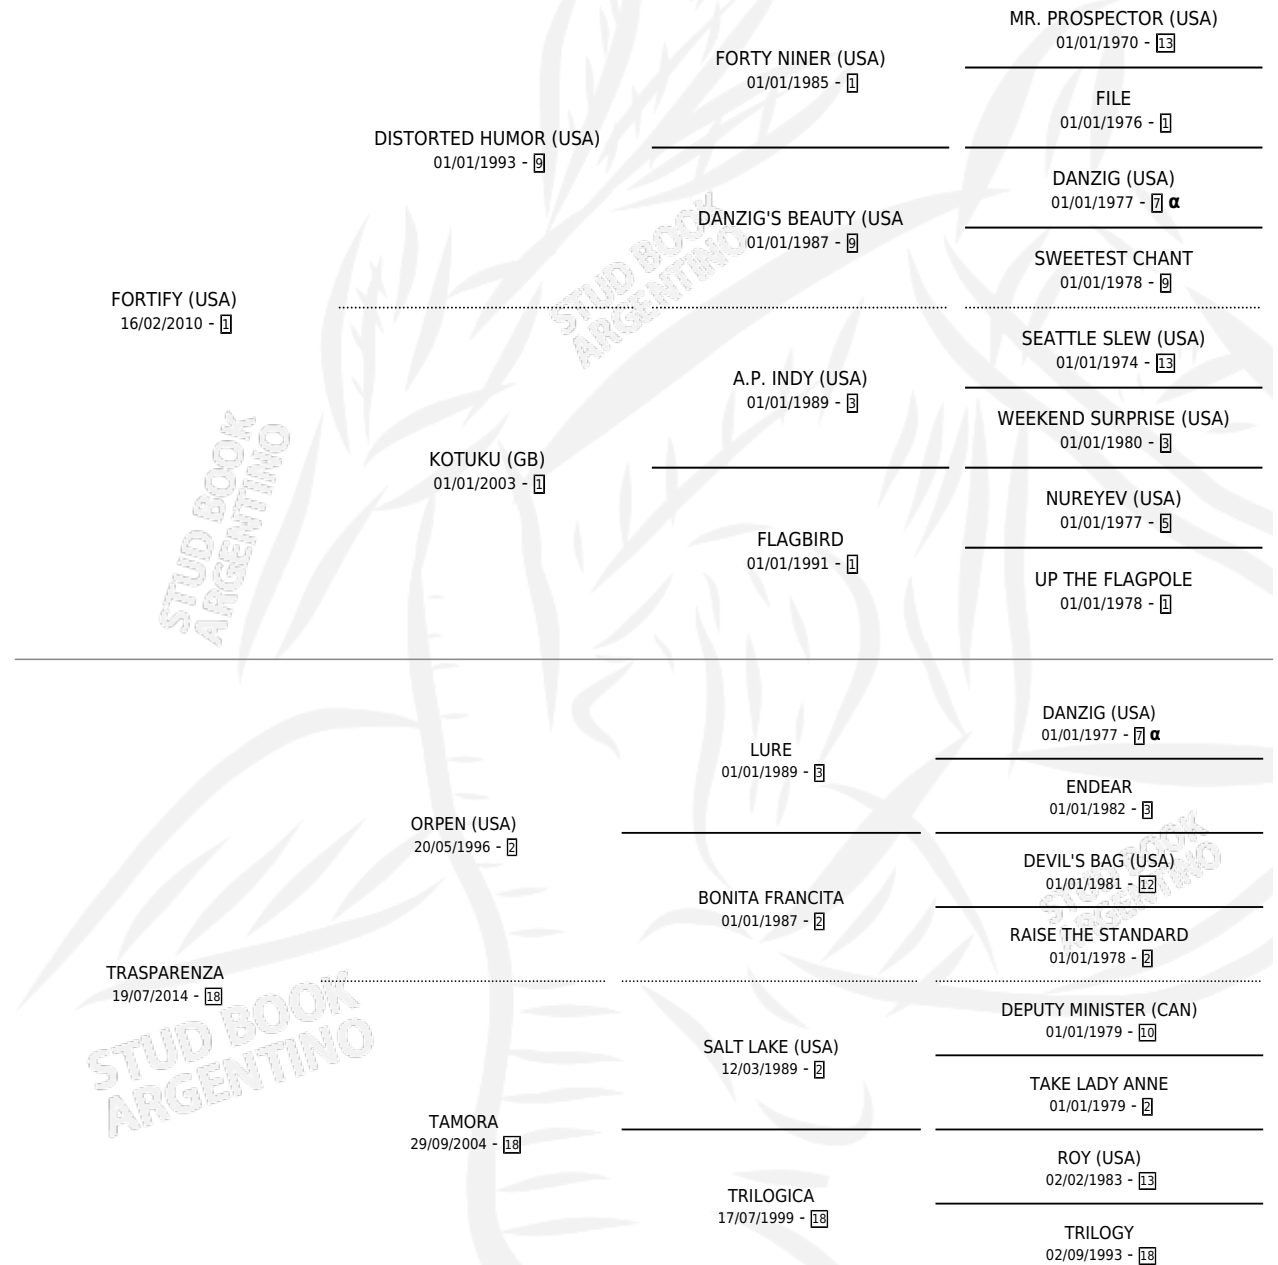 MR. PROSPECTOR (USA)
01/01/1970 - 13
FORTY NINER (USA)
01/01/1985 - 1
FILE
01/01/1976 - 1
DISTORTED HUMOR (USA)
01/01/1993 - 9
DANZIG (USA)
01/01/1977 - 7 α
DANZIG'S BEAUTY (USA
01/01/1987 - 9
SWEETEST CHANT
01/01/1978 - 9
FORTIFY (USA)
16/02/2010 - 1
SEATTLE SLEW (USA)
01/01/1974 - 13
A.P. INDY (USA)
01/01/1989 - 3
WEEKEND SURPRISE (USA)
01/01/1980 - 3
KOTUKU (GB)
01/01/2003 - 1
NUREYEV (USA)
01/01/1977 - 5
FLAGBIRD
01/01/1991 - 1
UP THE FLAGPOLE
01/01/1978 - 1
DANZIG (USA)
01/01/1977 - 7 α
LURE
01/01/1989 - 3
ENDEAR
01/01/1982 - 3
ORPEN (USA)
20/05/1996 - 2
DEVIL'S BAG (USA)
01/01/1981 - 12
BONITA FRANCITA
01/01/1987 - 2
RAISE THE STANDARD
01/01/1978 - 2
TRASPARENZA
19/07/2014 - 18
DEPUTY MINISTER (CAN)
01/01/1979 - 10
SALT LAKE (USA)
12/03/1989 - 2
TAKE LADY ANNE
01/01/1979 - 2
TAMORA
29/09/2004 - 18
ROY (USA)
02/02/1983 - 13
TRILOGICA
17/07/1999 - 18
TRILOGY
02/09/1993 - 18
STUD BOOK
ARGENTINO
STUD BOOK
ARGENTINO
STUD BOOK
ARGENTINO
STUD BOOK
ARGENTINO